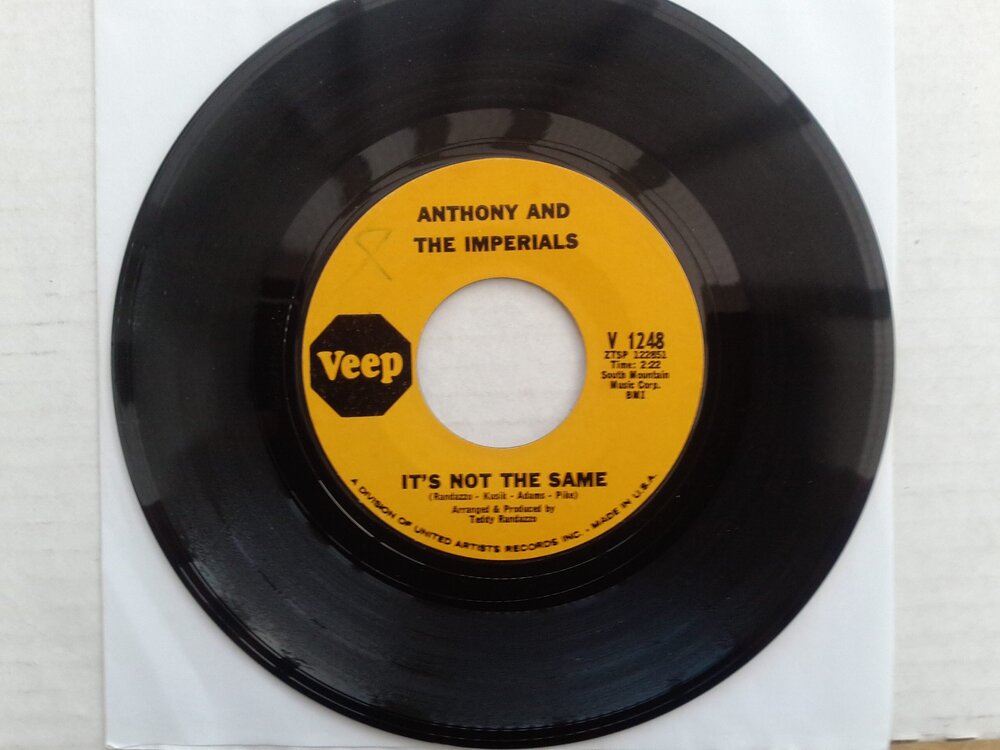 ANTHONY AND
THE IMPERIALS
Veep
V 1248
ZTSP 122851
Time: 2:22
South Mountain
Music Corp.
BMI
IT'S NOT THE SAME
(Randazzo - Kusik - Adams - Pike)
Arranged & Produced by
Teddy Randazzo
A DIVISION OF UNITED ARTISTS RECORDS INC. · MADE IN U.S.A.